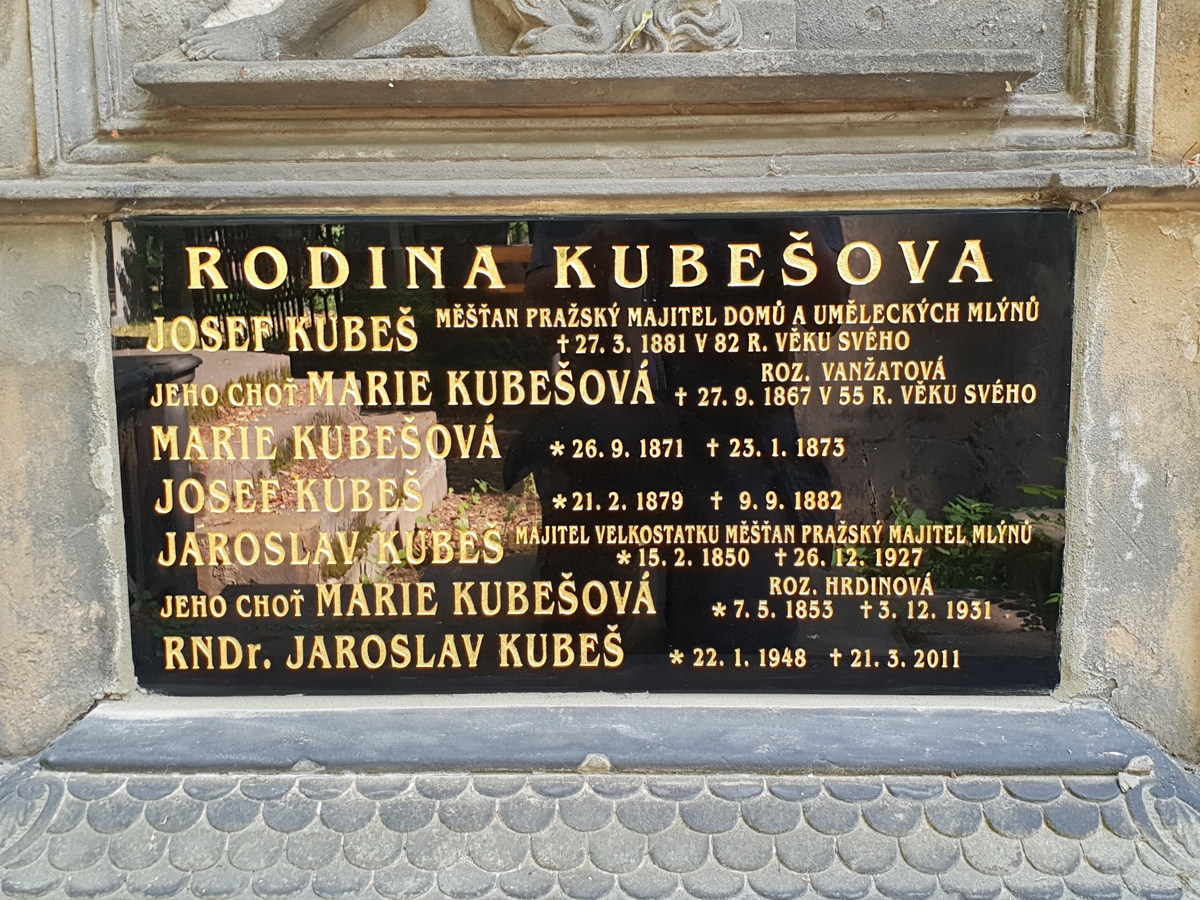 RODINA KUBEŠOVA
JOSEF KUBEŠ MĚŠŤAN PRAŽSKÝ MAJITEL DOMŮ A UMĚLECKÝCH MLÝNŮ
✝ 27. 3. 1881 V 82 R. VĚKU SVÉHO
JEHO CHOŤ MARIE KUBEŠOVÁ ROZ. VANŽATOVÁ
✝ 27. 9. 1867 V 55 R. VĚKU SVÉHO
MARIE KUBEŠOVÁ * 26. 9. 1871 ✝ 23. 1. 1873
JOSEF KUBEŠ * 21. 2. 1879 ✝ 9. 9. 1882
JAROSLAV KUBEŠ MAJITEL VELKOSTATKU MĚŠŤAN PRAŽSKÝ MAJITEL MLÝNŮ
* 15. 2. 1850 ✝ 26. 12. 1927
JEHO CHOŤ MARIE KUBEŠOVÁ ROZ. HRDINOVÁ
* 7. 5. 1853 ✝ 3. 12. 1931
RNDr. JAROSLAV KUBEŠ * 22. 1. 1948 ✝ 21. 3. 2011